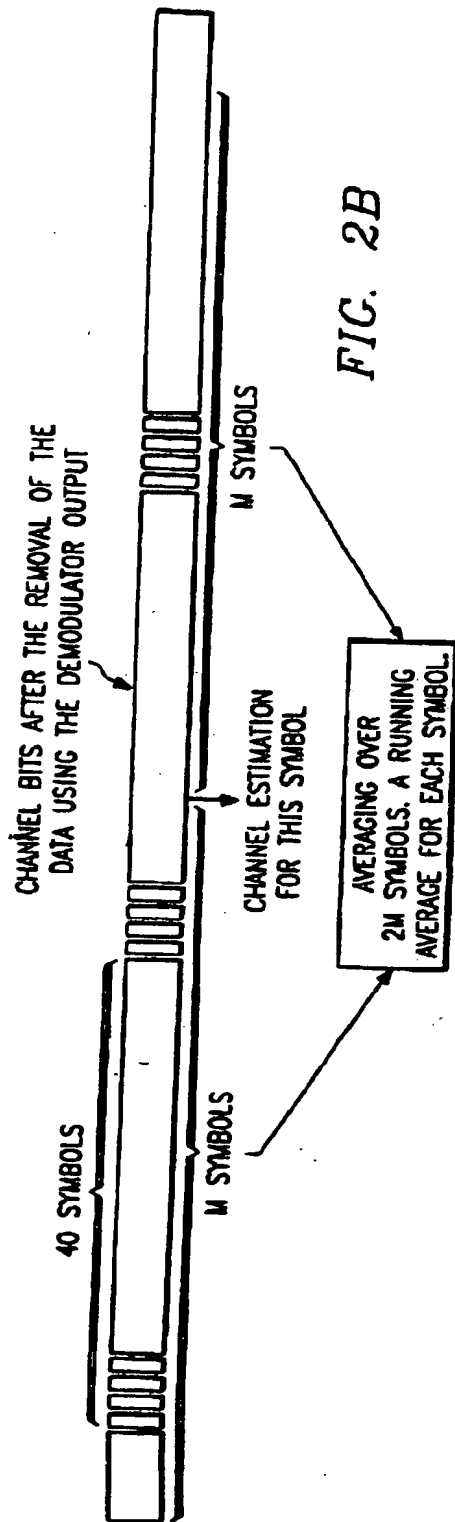 CHANNEL BITS AFTER THE REMOVAL OF THE
DATA USING THE DEMODULATOR OUTPUT
40 SYMBOLS
M SYMBOLS
CHANNEL ESTIMATION
FOR THIS SYMBOL
M SYMBOLS
AVERAGING OVER
2M SYMBOLS. A RUNNING
AVERAGE FOR EACH SYMBOL.
FIG. 2B